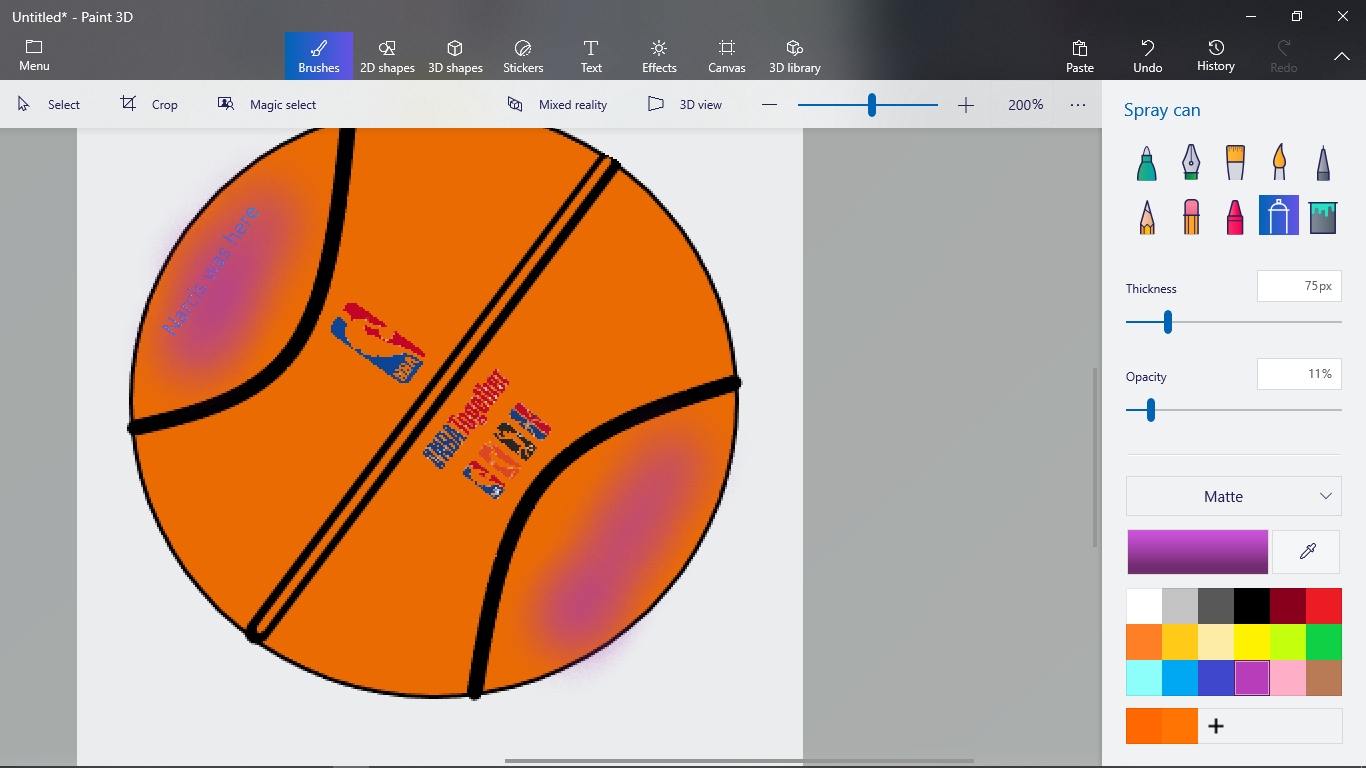 Untitled* - Paint 3D
Menu
Brushes
2D shapes
3D shapes
Stickers
Text
Effects
Canvas
3D library
Paste
Undo
History
Redo
Select
Crop
Magic select
Mixed reality
3D view
200%
Spray can
Thickness
75px
Opacity
11%
Matte
Narcis was here
NBATogether